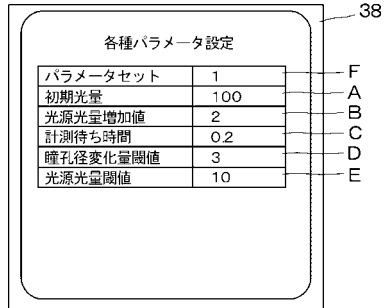 38
各種パラメータ設定
パラメータセット 1 F
初期光量 100 A
光源光量増加値 2 B
計測待ち時間 0.2 C
瞳孔径変化量閾値 3 D
光源光量閾値 10 E